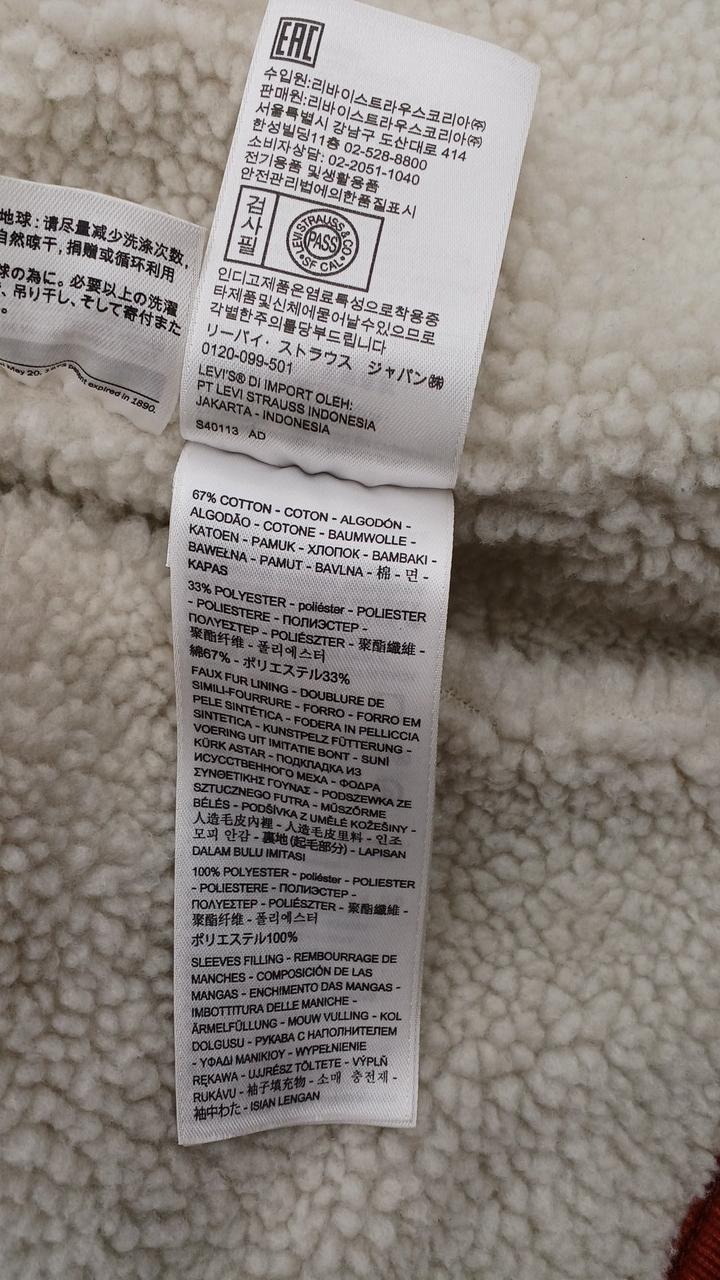 EAC
수입원:리바이스트라우스코리아㈜
판매원:리바이스트라우스코리아㈜
서울특별시 강남구 도산대로 414
한성빌딩11층 02-528-8800
소비자상담: 02-2051-1040
전기용품 및생활용품
안전관리법에의한품질표시
검사필
LEVI STRAUSS & CO
PASS
SF CAL
인디고제품은염료특성으로착용중
타제품및신체에묻어날수있으므로
각별한주의를당부드립니다
リーバイ・ストラウス ジャパン㈱
0120-099-501
LEVI'S® DI IMPORT OLEH:
PT LEVI STRAUSS INDONESIA
JAKARTA - INDONESIA
S40113 AD
地球:请尽量减少洗涤次数,
自然晾干,捐赠或循环利用
球の為に。必要以上の洗濯
、吊り干し、そして寄付また
。
May 20, patent expired in 1890.
67% COTTON - COTON - ALGODÓN -
ALGODÃO - COTONE - BAUMWOLLE -
KATOEN - PAMUK - ХЛОПОК - BAMBAKI -
BAWEŁNA - PAMUT - BAVLNA - 棉 - 면 -
KAPAS
33% POLYESTER - poliéster - POLIESTER
- POLIESTERE - ПОЛИЭСТЕР -
ΠΟΛΥΕΣΤΕΡ - POLIÉSZTER - 聚酯纖維 -
聚酯纤维 - 폴리에스터
綿67% - ポリエステル33%
FAUX FUR LINING - DOUBLURE DE
SIMILI-FOURRURE - FORRO - FORRO EM
PELE SINTÉTICA - FODERA IN PELLICCIA
SINTETICA - KUNSTPELZ FÜTTERUNG -
VOERING UIT IMITATIE BONT - SUNİ
KÜRK ASTAR - ПОДКЛАДКА ИЗ
ИСУССТВЕННОГО МЕХА - ΦΟΔΡΑ
ΣΥΝΘΕΤΙΚΗΣ ΓΟΥΝΑΣ - PODSZEWKA ZE
SZTUCZNEGO FUTRA - MŰSZŐRME
BÉLÉS - PODŠÍVKA Z UMĚLÉ KOŽEŠINY -
人造毛皮內裡 - 人造毛皮里料 - 인조
모피 안감 - 裏地(起毛部分) - LAPISAN
DALAM BULU IMITASI
100% POLYESTER - poliéster - POLIESTER
- POLIESTERE - ПОЛИЭСТЕР -
ΠΟΛΥΕΣΤΕΡ - POLIÉSZTER - 聚酯纖維 -
聚酯纤维 - 폴리에스터
ポリエステル100%
SLEEVES FILLING - REMBOURRAGE DE
MANCHES - COMPOSICIÓN DE LAS
MANGAS - ENCHIMENTO DAS MANGAS -
IMBOTTITURA DELLE MANICHE -
ÄRMELFÜLLUNG - MOUW VULLING - KOL
DOLGUSU - РУКАВА С НАПОЛНИТЕЛЕМ
- ΥΦΑΔΙ ΜΑΝΙΚΙΟΥ - WYPEŁNIENIE
RĘKAWA - UJJRÉSZ TÖLTETE - VÝPLŇ
RUKÁVU - 袖子填充物 - 소매 충전재 -
袖中わた - ISIAN LENGAN